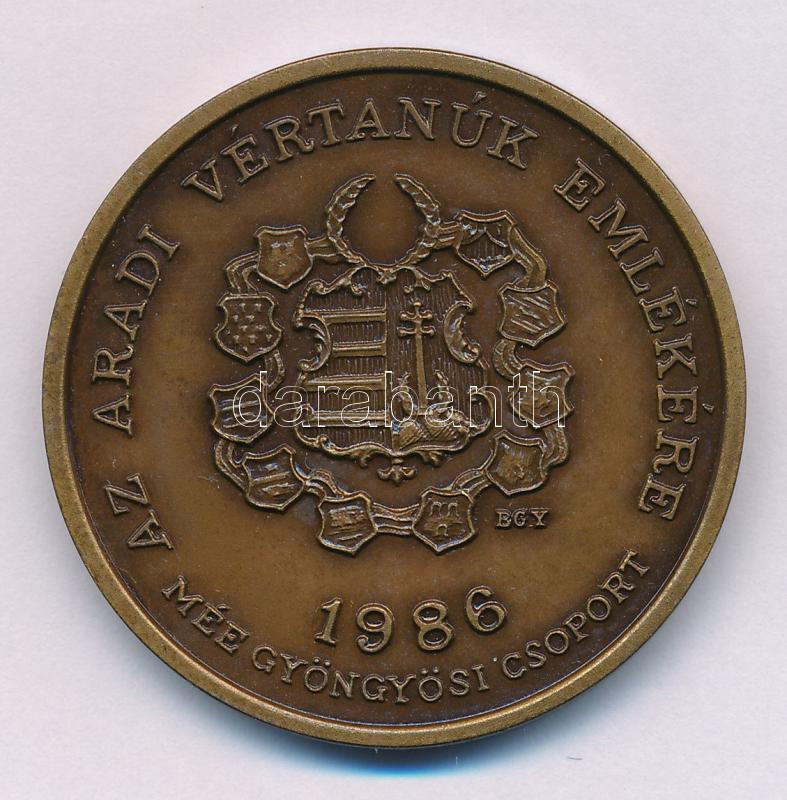 AZ ARADI VÉRTANÚK EMLÉKÉRE
BGY
1986
MÉE GYÖNGYÖSI CSOPORT
darabanth